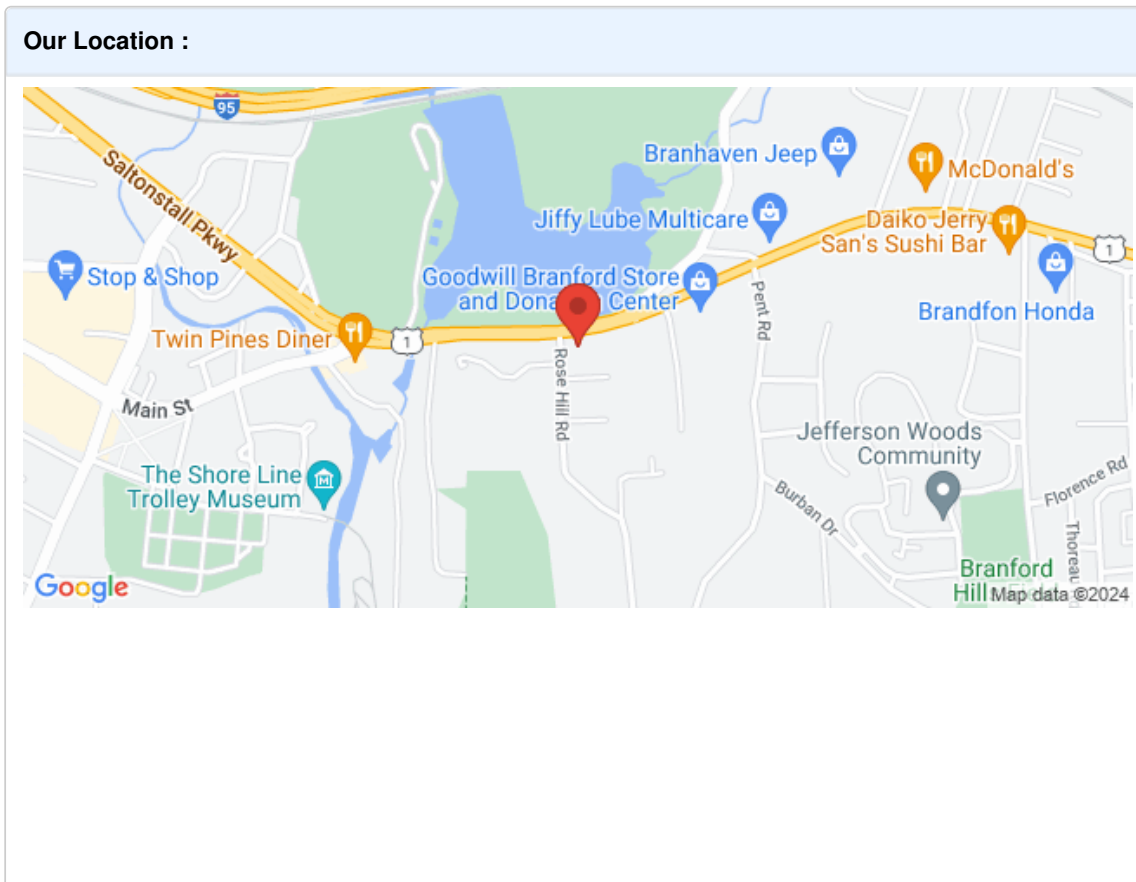 Our Location :
95
Saltonstall Pkwy
Branhaven Jeep
McDonald's
Jiffy Lube Multicare
Daiko Jerry
San's Sushi Bar
1
Stop & Shop
Goodwill Branford Store
and Dona Center
Brandfon Honda
Pent Rd
Twin Pines Diner
1
Rose Hill Rd
Main St
Jefferson Woods
Community
The Shore Line
Trolley Museum
M
Burban Dr
Florence Rd
Thoreau
Branford
Google
Map data ©2024